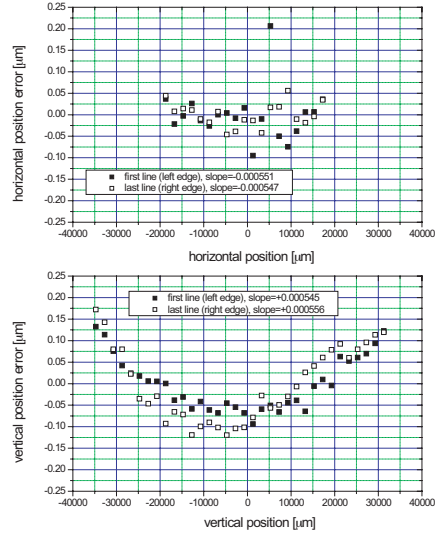 0.25
0.20
0.15
0.10
0.05
0.00
-0.05
-0.10
-0.15
-0.20
-0.25
horizontal position error [µm]
first line (left edge), slope=-0.000551
last line (right edge), slope=-0.000547
-40000 -30000 -20000 -10000 0 10000 20000 30000 40000
horizontal position [µm]
0.25
0.20
0.15
0.10
0.05
0.00
-0.05
-0.10
-0.15
-0.20
-0.25
vertical position error [µm]
first line (left edge), slope=+0.000545
last line (right edge), slope=+0.000556
-40000 -30000 -20000 -10000 0 10000 20000 30000 40000
vertical position [µm]